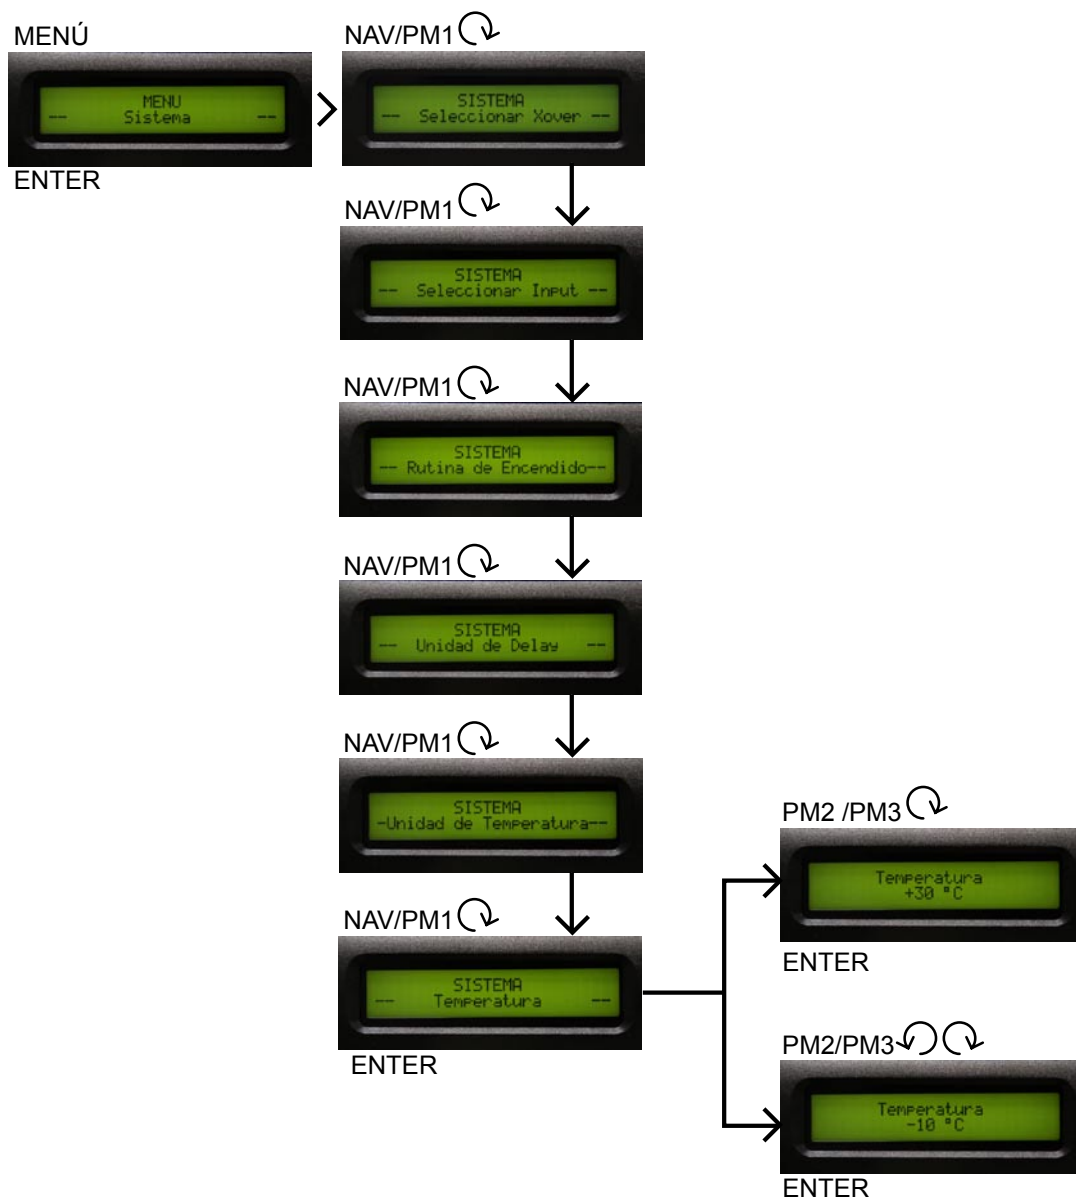 MENÚ
MENU
-- Sistema --
ENTER
NAV/PM1
SISTEMA
-- Seleccionar Xover --
NAV/PM1
SISTEMA
-- Seleccionar Input --
NAV/PM1
SISTEMA
-- Rutina de Encendido--
NAV/PM1
SISTEMA
-- Unidad de Delay --
NAV/PM1
SISTEMA
-Unidad de Temperatura--
NAV/PM1
SISTEMA
-- Temperatura --
ENTER
PM2 /PM3
Temperatura
+30 °C
ENTER
PM2/PM3
Temperatura
-10 °C
ENTER